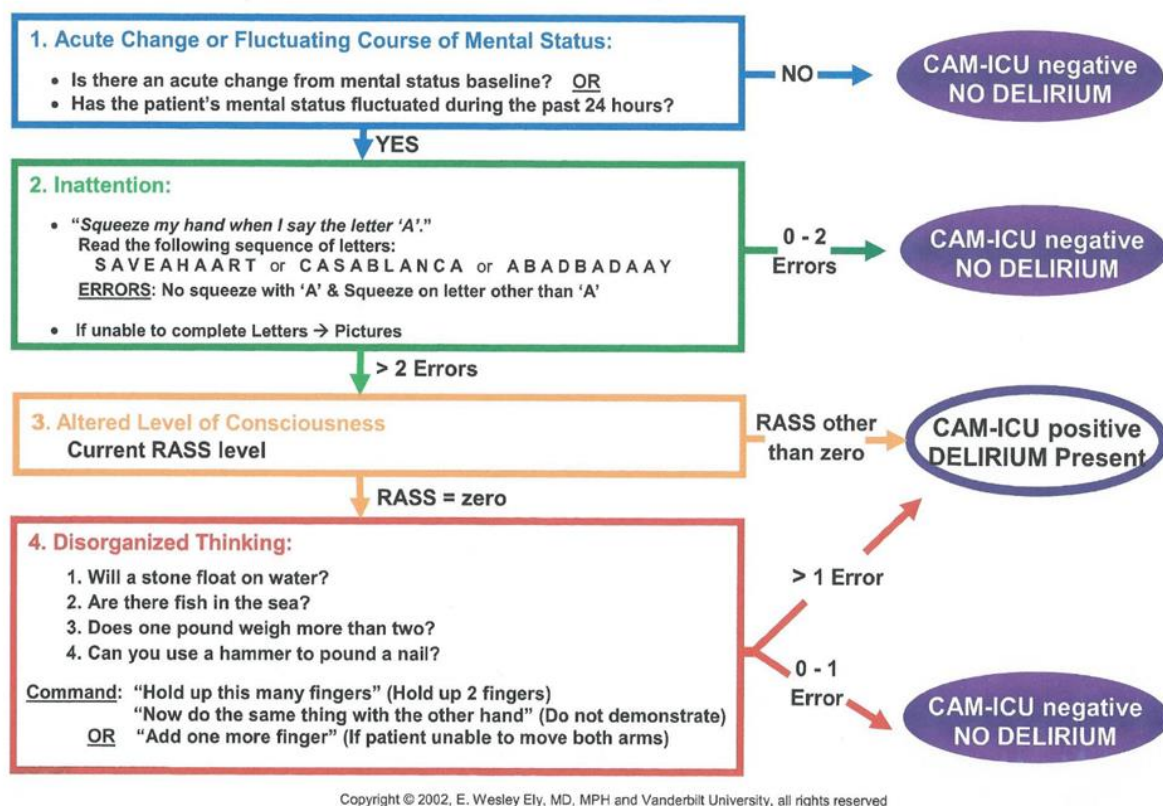 1. Acute Change or Fluctuating Course of Mental Status:
• Is there an acute change from mental status baseline? OR
• Has the patient's mental status fluctuated during the past 24 hours?
NO
CAM-ICU negative
NO DELIRIUM
YES
2. Inattention:
• "Squeeze my hand when I say the letter 'A'."
Read the following sequence of letters:
S A V E A H A A R T or C A S A B L A N C A or A B A D B A D A A Y
ERRORS: No squeeze with 'A' & Squeeze on letter other than 'A'
• If unable to complete Letters → Pictures
0 - 2
Errors
CAM-ICU negative
NO DELIRIUM
> 2 Errors
3. Altered Level of Consciousness
Current RASS level
RASS other
than zero
CAM-ICU positive
DELIRIUM Present
RASS = zero
4. Disorganized Thinking:
1. Will a stone float on water?
2. Are there fish in the sea?
3. Does one pound weigh more than two?
4. Can you use a hammer to pound a nail?
Command: "Hold up this many fingers" (Hold up 2 fingers)
"Now do the same thing with the other hand" (Do not demonstrate)
OR "Add one more finger" (If patient unable to move both arms)
> 1 Error
0 - 1
Error
CAM-ICU negative
NO DELIRIUM
Copyright © 2002, E. Wesley Ely, MD, MPH and Vanderbilt University, all rights reserved